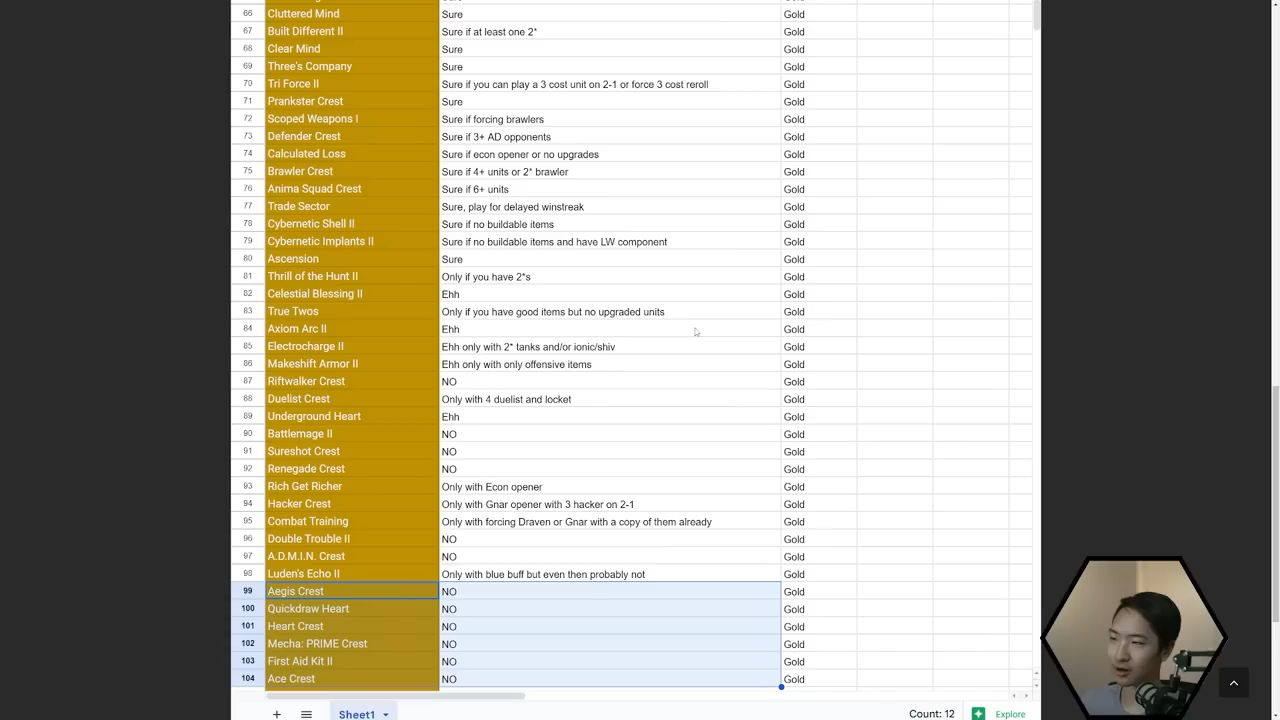 66 Cluttered Mind Sure Gold
67 Built Different II Sure if at least one 2* Gold
68 Clear Mind Sure Gold
69 Three's Company Sure Gold
70 Tri Force II Sure if you can play a 3 cost unit on 2-1 or force 3 cost reroll Gold
71 Prankster Crest Sure Gold
72 Scoped Weapons I Sure if forcing brawlers Gold
73 Defender Crest Sure if 3+ AD opponents Gold
74 Calculated Loss Sure if econ opener or no upgrades Gold
75 Brawler Crest Sure if 4+ units or 2* brawler Gold
76 Anima Squad Crest Sure if 6+ units Gold
77 Trade Sector Sure, play for delayed winstreak Gold
78 Cybernetic Shell II Sure if no buildable items Gold
79 Cybernetic Implants II Sure if no buildable items and have LW component Gold
80 Ascension Sure Gold
81 Thrill of the Hunt II Only if you have 2*s Gold
82 Celestial Blessing II Ehh Gold
83 True Twos Only if you have good items but no upgraded units Gold
84 Axiom Arc II Ehh Gold
85 Electrocharge II Ehh only with 2* tanks and/or ionic/shiv Gold
86 Makeshift Armor II Ehh only with only offensive items Gold
87 Riftwalker Crest NO Gold
88 Duelist Crest Only with 4 duelist and locket Gold
89 Underground Heart Ehh Gold
90 Battlemage II NO Gold
91 Sureshot Crest NO Gold
92 Renegade Crest NO Gold
93 Rich Get Richer Only with Econ opener Gold
94 Hacker Crest Only with Gnar opener with 3 hacker on 2-1 Gold
95 Combat Training Only with forcing Draven or Gnar with a copy of them already Gold
96 Double Trouble II NO Gold
97 A.D.M.I.N. Crest NO Gold
98 Luden's Echo II Only with blue buff but even then probably not Gold
99 Aegis Crest NO Gold
100 Quickdraw Heart NO Gold
101 Heart Crest NO Gold
102 Mecha: PRIME Crest NO Gold
103 First Aid Kit II NO Gold
104 Ace Crest NO Gold
Sheet1 Count: 12 Explore